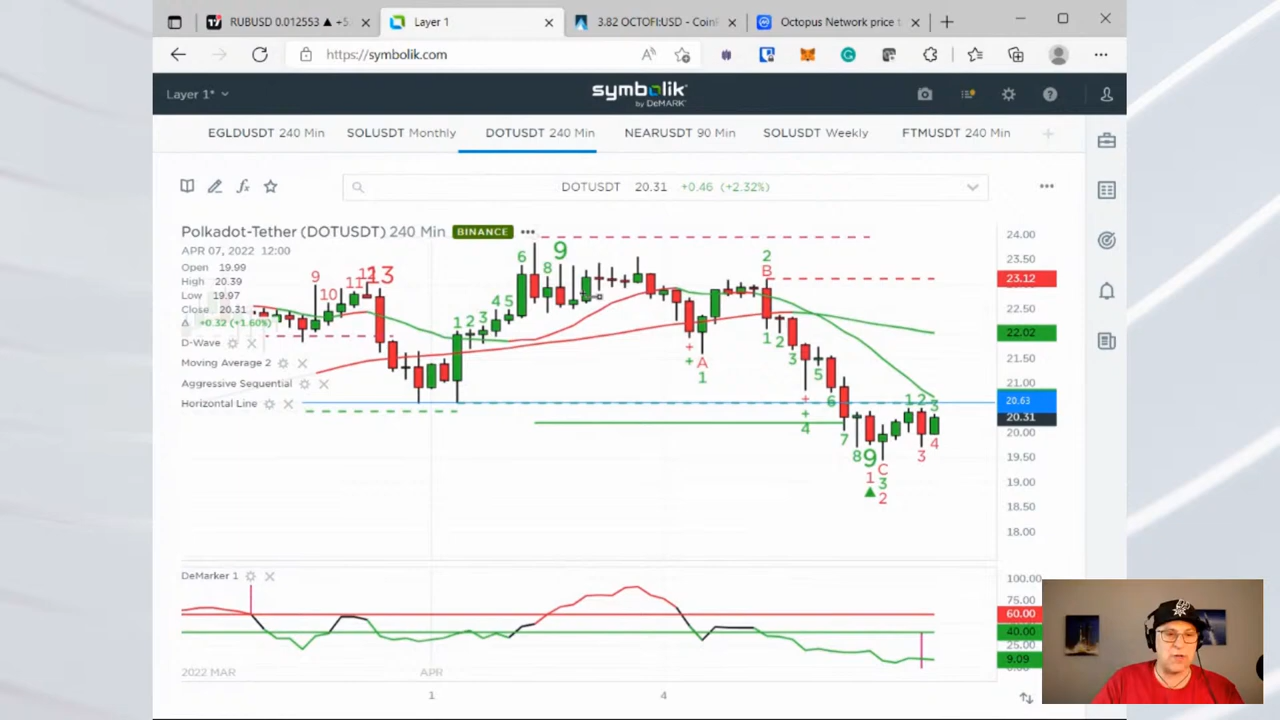 RUBUSD 0.012553 ▲ +5.
Layer 1
3.82 OCTOFI:USD - CoinI
Octopus Network price t
https://symbolik.com
Layer 1*
symbolik
by DeMARK
EGLDUSDT 240 Min
SOLUSDT Monthly
DOTUSDT 240 Min
NEARUSDT 90 Min
SOLUSDT Weekly
FTMUSDT 240 Min
DOTUSDT 20.31 +0.46 (+2.32%)
Polkadot-Tether (DOTUSDT) 240 Min BINANCE
APR 07, 2022 12:00
Open 19.99
High 20.39
Low 19.97
Close 20.31
Δ +0.32 (+1.60%)
D-Wave
Moving Average 2
Aggressive Sequential
Horizontal Line
9
10
11
13
1 2 3
4 5
6
8
9
+
+
A
1
2
B
1 2
3
+
+
4
5
6
7
8 9
1
C
3
2
1 2 3
3
4
24.00
23.50
23.12
22.50
22.02
21.50
21.00
20.63
20.31
20.00
19.50
19.00
18.50
18.00
DeMarker 1
100.00
75.00
60.00
40.00
25.00
9.09
2022 MAR
APR
1
4